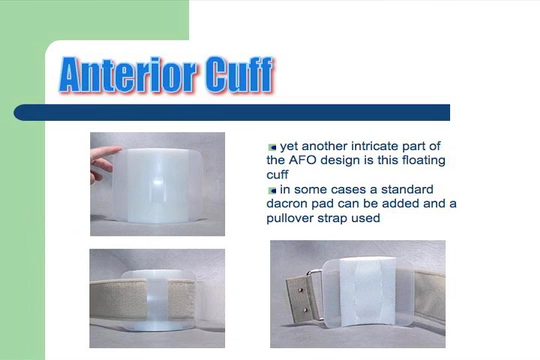 Anterior Cuff
yet another intricate part of
the AFO design is this floating
cuff
in some cases a standard
dacron pad can be added and a
pullover strap used